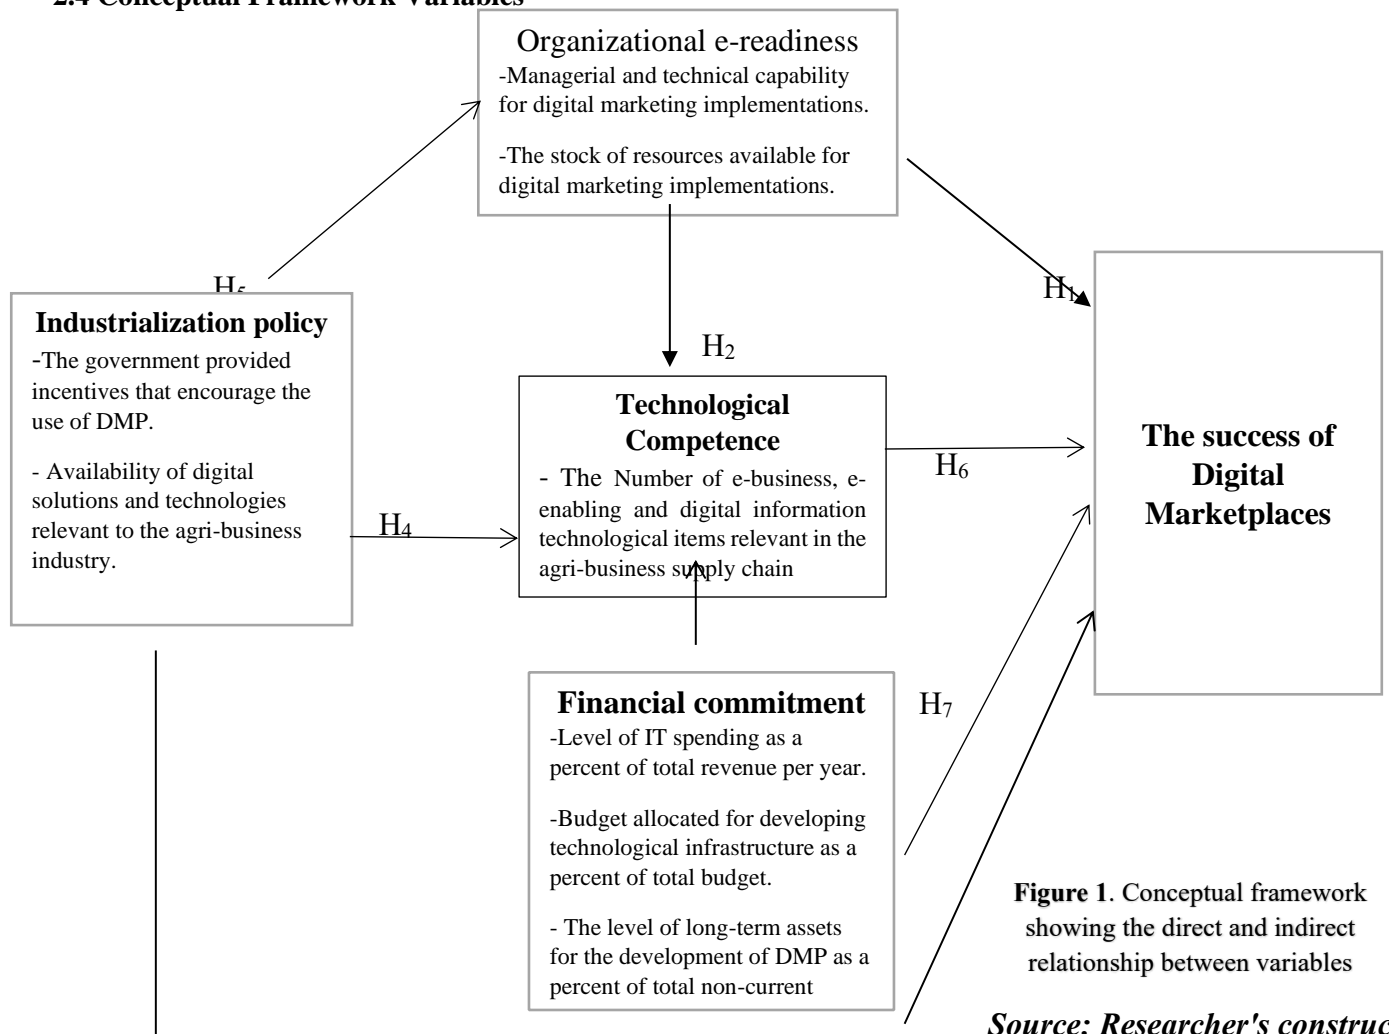 2.4 Conceptual Framework Variables
Organizational e-readiness
-Managerial and technical capability
for digital marketing implementations.
-The stock of resources available for
digital marketing implementations.
H5
H1
Industrialization policy
-The government provided
incentives that encourage the
use of DMP.
- Availability of digital
solutions and technologies
relevant to the agri-business
industry.
H2
Technological
Competence
- The Number of e-business, e-
enabling and digital information
technological items relevant in the
agri-business supply chain
H4
H6
The success of
Digital
Marketplaces
Financial commitment
-Level of IT spending as a
percent of total revenue per year.
-Budget allocated for developing
technological infrastructure as a
percent of total budget.
- The level of long-term assets
for the development of DMP as a
percent of total non-current
H7
Figure 1. Conceptual framework
showing the direct and indirect
relationship between variables
Source: Researcher's construc